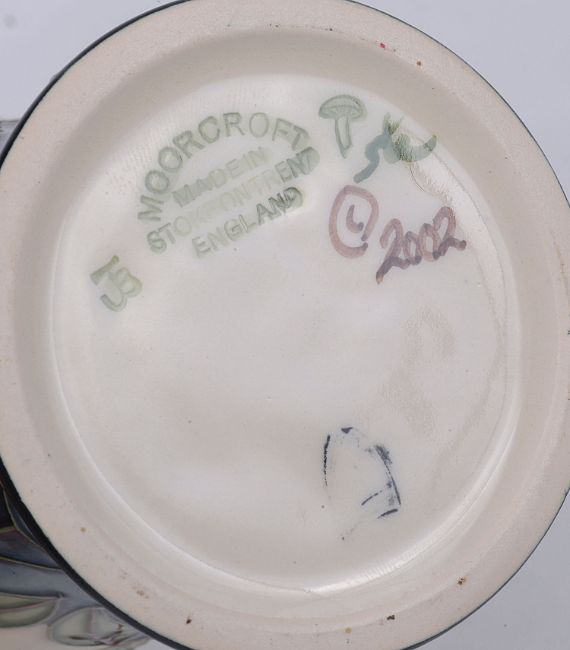 MOORCROFT
MADE IN
STOKE ON TRENT
ENGLAND
© 2002